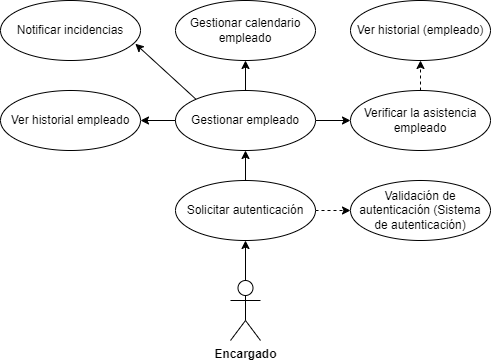 Notificar incidencias
Gestionar calendario
empleado
Ver historial (empleado)
Ver historial empleado
Gestionar empleado
Verificar la asistencia
empleado
Solicitar autenticación
Validación de
autenticación (Sistema
de autenticación)
Encargado